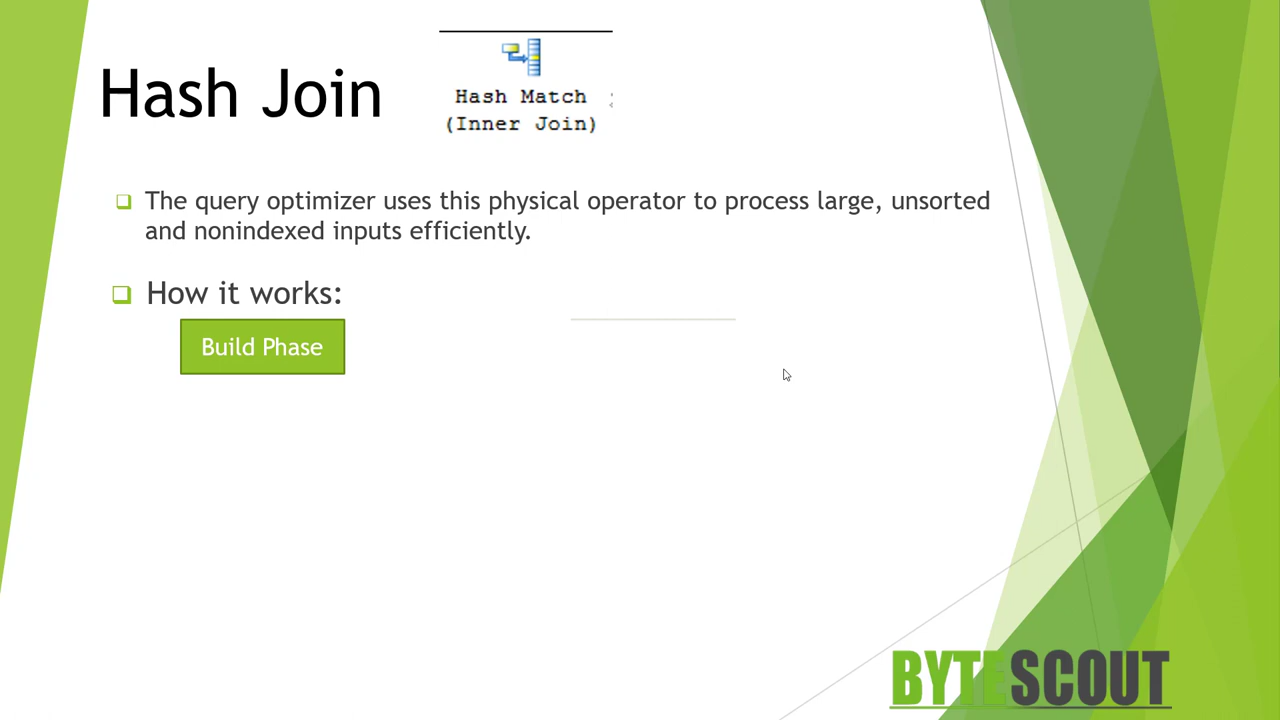 Hash Join
Hash Match
(Inner Join)
The query optimizer uses this physical operator to process large, unsorted
and nonindexed inputs efficiently.
How it works:
Build Phase
BYTESCOUT